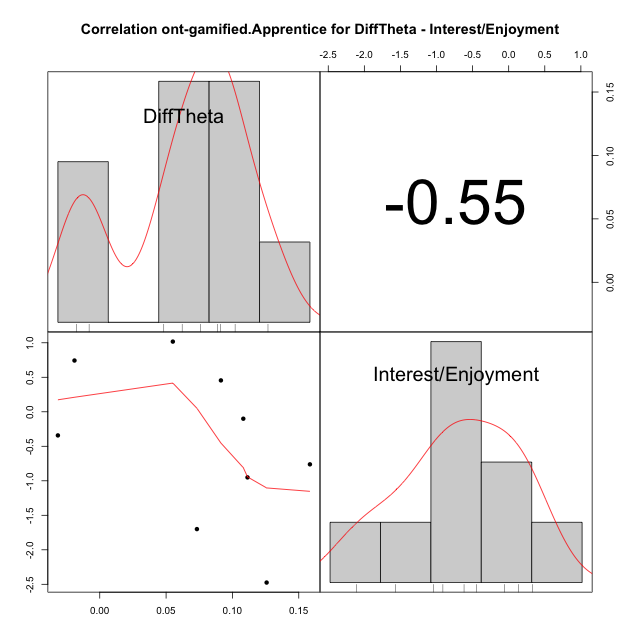 Correlation ont-gamified.Apprentice for DiffTheta - Interest/Enjoyment
-2.5 -2.0 -1.5 -1.0 -0.5 0.0 0.5 1.0
DiffTheta
-0.55
0.15
0.10
0.05
0.00
1.0
0.5
0.0
-0.5
-1.0
-1.5
-2.0
-2.5
Interest/Enjoyment
0.00 0.05 0.10 0.15